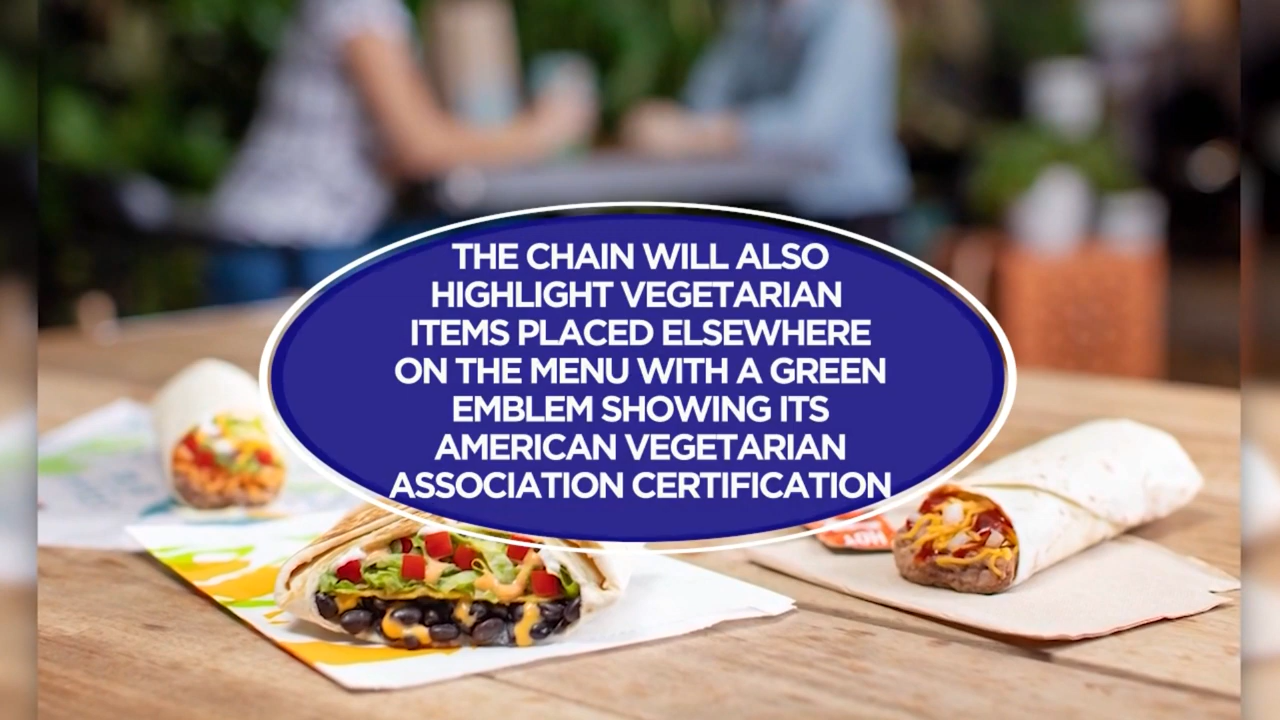 THE CHAIN WILL ALSO
HIGHLIGHT VEGETARIAN
ITEMS PLACED ELSEWHERE
ON THE MENU WITH A GREEN
EMBLEM SHOWING ITS
AMERICAN VEGETARIAN
ASSOCIATION CERTIFICATION
HOT